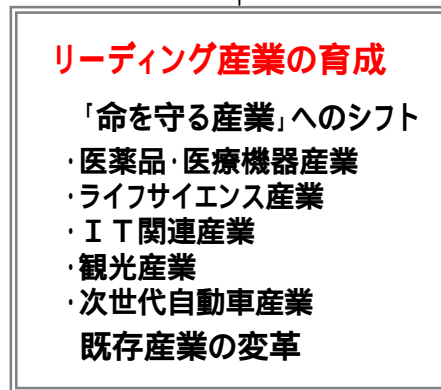 リーディング産業の育成
「命を守る産業」へのシフト
・医薬品・医療機器産業
・ライフサイエンス産業
・ＩＴ関連産業
・観光産業
・次世代自動車産業
既存産業の変革